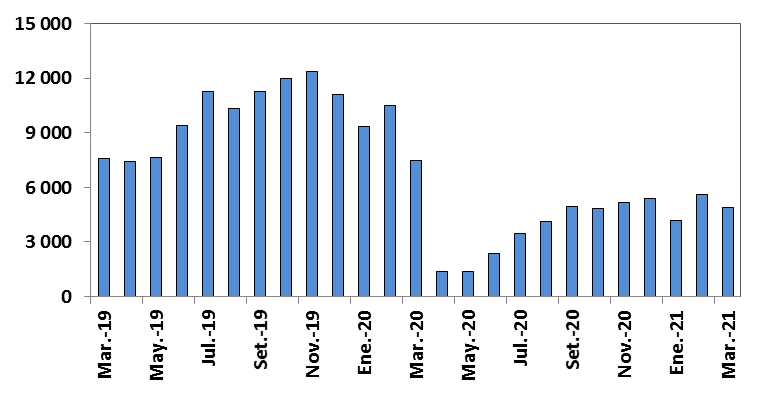 15 000
12 000
9 000
6 000
3 000
0
Mar.-19
May.-19
Jul.-19
Set.-19
Nov.-19
Ene.-20
Mar.-20
May.-20
Jul.-20
Set.-20
Nov.-20
Ene.-21
Mar.-21